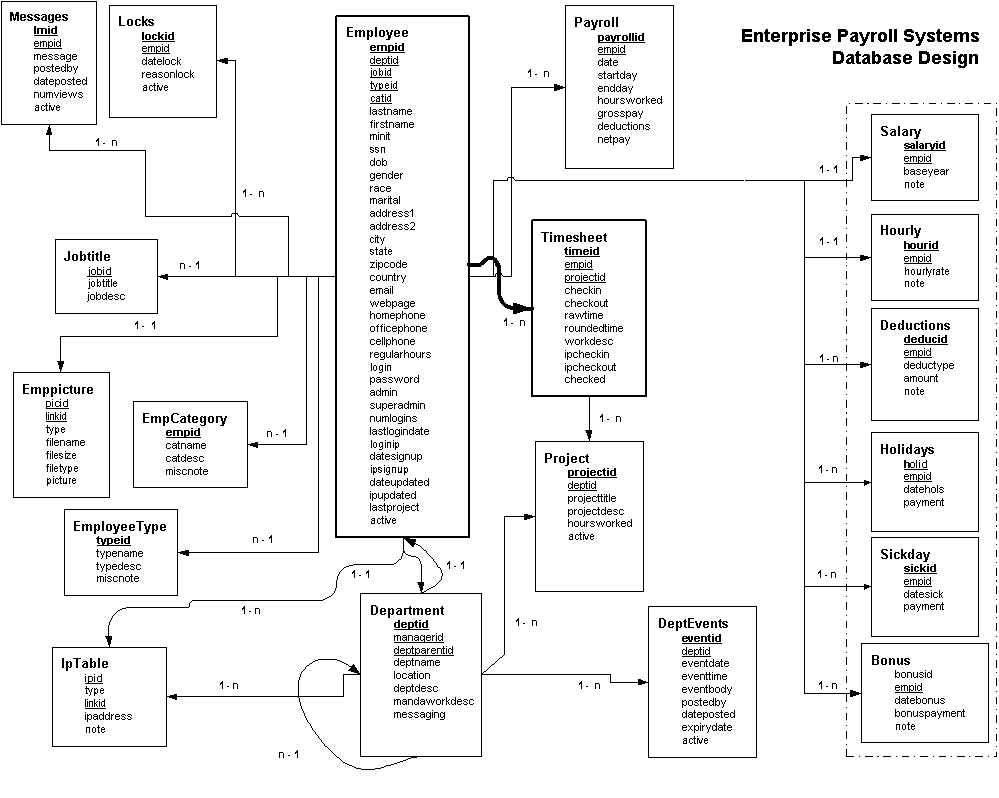 Enterprise Payroll Systems
Database Design
Messages
lmid
empid
message
postedby
dateposted
numviews
active
Locks
lockid
empid
datelock
reasonlock
active
Employee
empid
deptid
jobid
typeid
catid
lastname
firstname
minit
ssn
dob
gender
race
marital
address1
address2
city
state
zipcode
country
email
webpage
homephone
officephone
cellphone
regularhours
login
password
admin
superadmin
numlogins
lastlogindate
loginip
datesignup
ipsignup
dateupdated
ipupdated
lastproject
active
Payroll
payrollid
empid
date
startday
endday
hoursworked
grosspay
deductions
netpay
Salary
salaryid
empid
baseyear
note
Hourly
hourid
empid
hourlyrate
note
Deductions
deducid
empid
deductype
amount
note
Holidays
holid
empid
datehols
payment
Sickday
sickid
empid
datesick
payment
Bonus
bonusid
empid
datebonus
bonuspayment
note
Timesheet
timeid
empid
projectid
checkin
checkout
rawtime
roundedtime
workdesc
ipcheckin
ipcheckout
checked
Project
projectid
deptid
projecttitle
projectdesc
hoursworked
active
Jobtitle
jobid
jobtitle
jobdesc
Emppicture
picid
linkid
type
filename
filesize
filetype
picture
EmpCategory
empid
catname
catdesc
miscnote
EmployeeType
typeid
typename
typedesc
miscnote
IpTable
ipid
type
linkid
ipaddress
note
Department
deptid
managerid
deptparentid
deptname
location
deptdesc
mandaworkdesc
messaging
DeptEvents
eventid
deptid
eventdate
eventtime
eventbody
postedby
dateposted
expirydate
active
1- n
1- n
1- n
1- n
n - 1
1- 1
n - 1
n - 1
1-1
1-1
1- n
1- n
n - 1
1- n
1- n
1- n
1- 1
1- 1
1-n
1-n
1-n
1-n